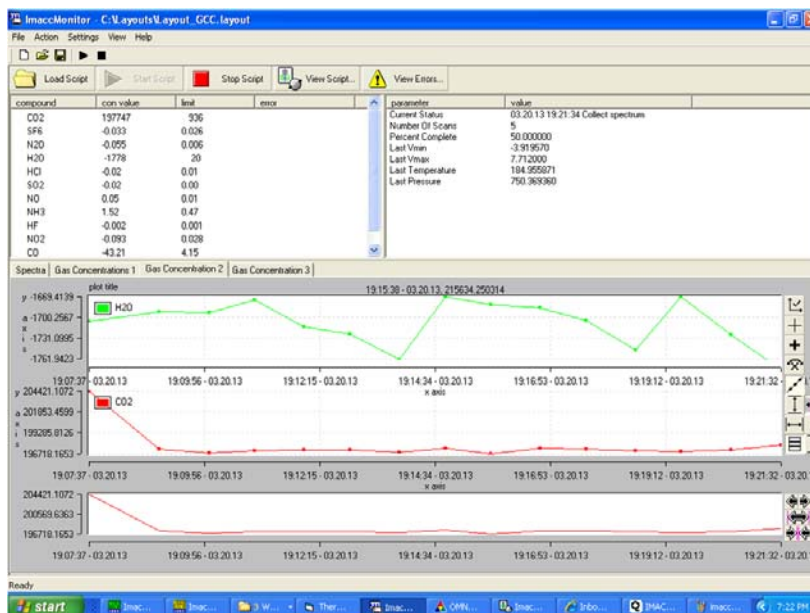 ImaccMonitor - C:\Layouts\Layout_GCC.layout
File Action Settings View Help
Load Script Start Script Stop Script View Script... View Errors...
compound con value limit error
CO2 197747 936
SF6 -0.033 0.026
N2O -0.055 0.006
H2O -1778 20
HCl -0.02 0.01
SO2 -0.02 0.00
NO 0.05 0.01
NH3 1.52 0.47
HF -0.002 0.001
NO2 -0.093 0.028
CO -43.21 4.15
parameter value
Current Status 03.20.13 19:21:34 Collect spectrum
Number Of Scans 5
Percent Complete 50.000000
Last Vmin -3.919570
Last Vmax 7.712000
Last Temperature 184.955871
Last Pressure 750.369360
Spectra Gas Concentrations 1 Gas Concentration 2 Gas Concentration 3
plot title 19:15:38 - 03.20.13, 215634.250314
y axis
-1669.4139
-1700.2567
-1731.0995
-1761.9423
H2O
19:07:37 - 03.20.13 19:09:56 - 03.20.13 19:12:15 - 03.20.13 19:14:34 - 03.20.13 19:16:53 - 03.20.13 19:19:12 - 03.20.13 19:21:32 - 03.20.13
x axis
y axis
204421.1072
201853.4599
199285.8126
196718.1653
CO2
19:07:37 - 03.20.13 19:09:56 - 03.20.13 19:12:15 - 03.20.13 19:14:34 - 03.20.13 19:16:53 - 03.20.13 19:19:12 - 03.20.13 19:21:32 - 03.20.13
x axis
204421.1072
200569.6363
196718.1653
19:07:37 - 03.20.13 19:09:56 - 03.20.13 19:12:15 - 03.20.13 19:14:34 - 03.20.13 19:16:53 - 03.20.13 19:19:12 - 03.20.13 19:21:32 - 03.20.13
Ready
start Imac... Imac... 3 W... Ther... Imac... OMN... Imac... Inbo... IMAC... imacc... 7:22 PM